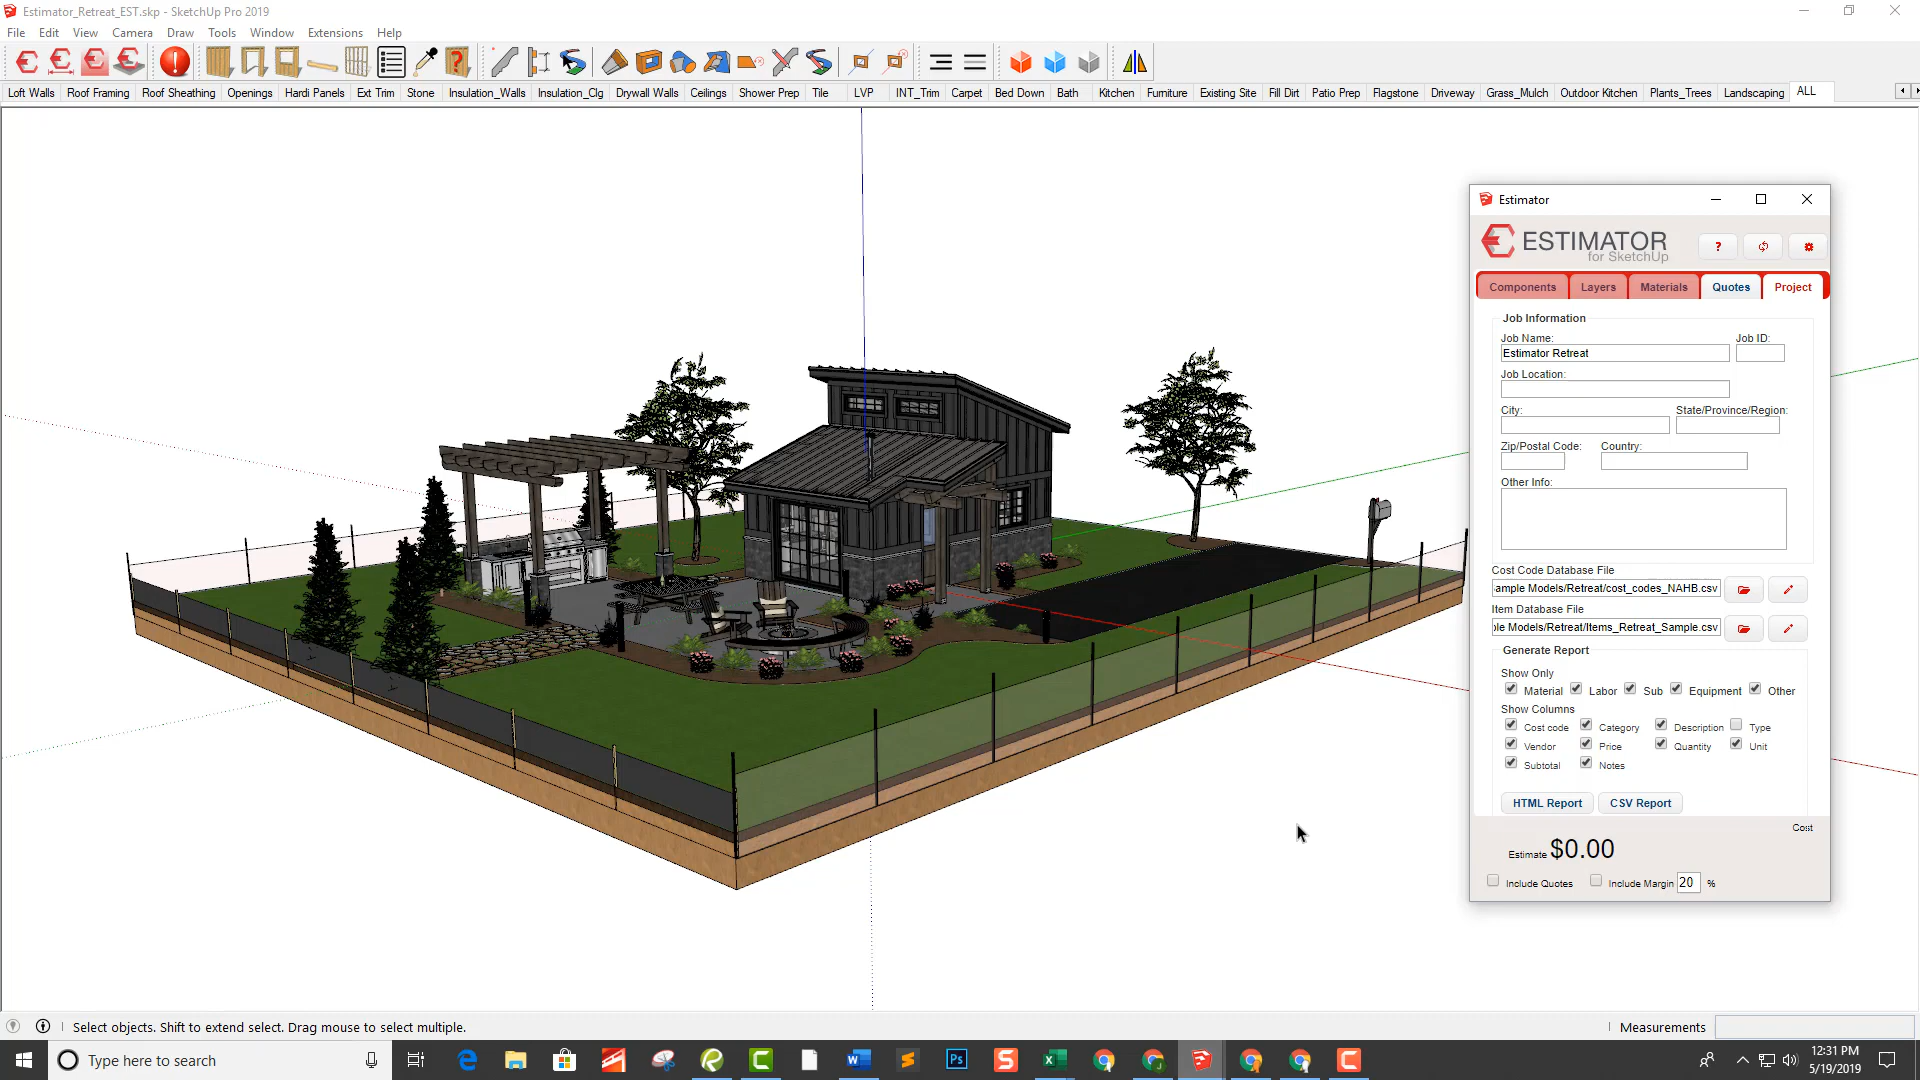 Estimator_Retreat_EST.skp - SketchUp Pro 2019
File Edit View Camera Draw Tools Window Extensions Help
Loft Walls Roof Framing Roof Sheathing Openings Hardi Panels Ext Trim Stone Insulation_Walls Insulation_Clg Drywall Walls Ceilings Shower Prep Tile LVP INT_Trim Carpet Bed Down Bath Kitchen Furniture Existing Site Fill Dirt Patio Prep Flagstone Driveway Grass_Mulch Outdoor Kitchen Plants_Trees Landscaping ALL
Estimator
ESTIMATOR
for SketchUp
?
Components Layers Materials Quotes Project
Job Information
Job Name: Job ID:
Estimator Retreat
Job Location:
City: State/Province/Region:
Zip/Postal Code: Country:
Other Info:
Cost Code Database File
ample Models/Retreat/cost_codes_NAHB.csv
Item Database File
le Models/Retreat/Items_Retreat_Sample.csv
Generate Report
Show Only
Material Labor Sub Equipment Other
Show Columns
Cost code Category Description Type
Vendor Price Quantity Unit
Subtotal Notes
HTML Report CSV Report
Cost
Estimate $0.00
Include Quotes Include Margin 20 %
Select objects. Shift to extend select. Drag mouse to select multiple.
Measurements
Type here to search
12:31 PM
5/19/2019